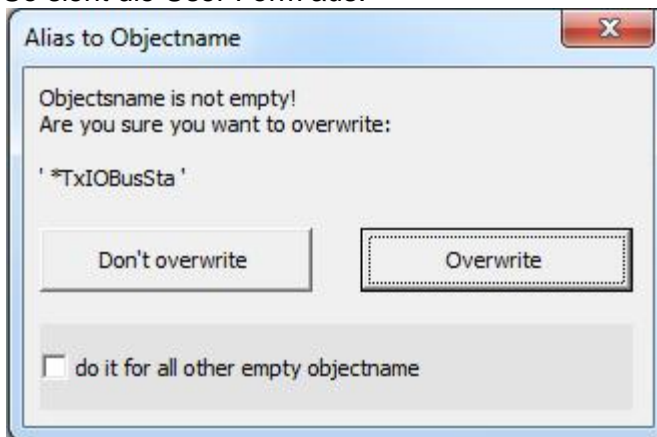 So sieht die User Form aus:
Alias to Objectname
Objectsname is not empty!
Are you sure you want to overwrite:
' *TxIOBusSta '
Don't overwrite
Overwrite
do it for all other empty objectname